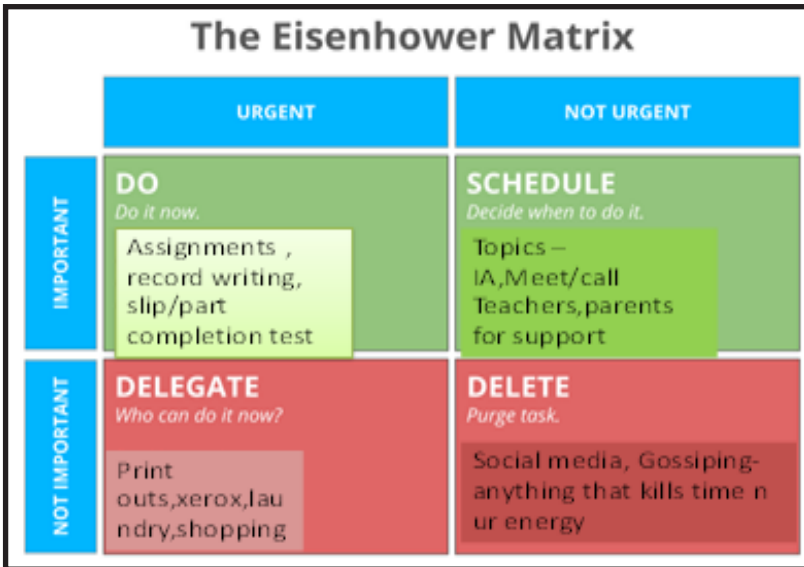 The Eisenhower Matrix
URGENT
NOT URGENT
IMPORTANT
DO
Do it now.
Assignments ,
record writing,
slip/part
completion test
SCHEDULE
Decide when to do it.
Topics –
IA,Meet/call
Teachers,parents
for support
NOT IMPORTANT
DELEGATE
Who can do it now?
Print
outs,xerox,lau
ndry,shopping
DELETE
Purge task.
Social media, Gossiping-
anything that kills time n
ur energy